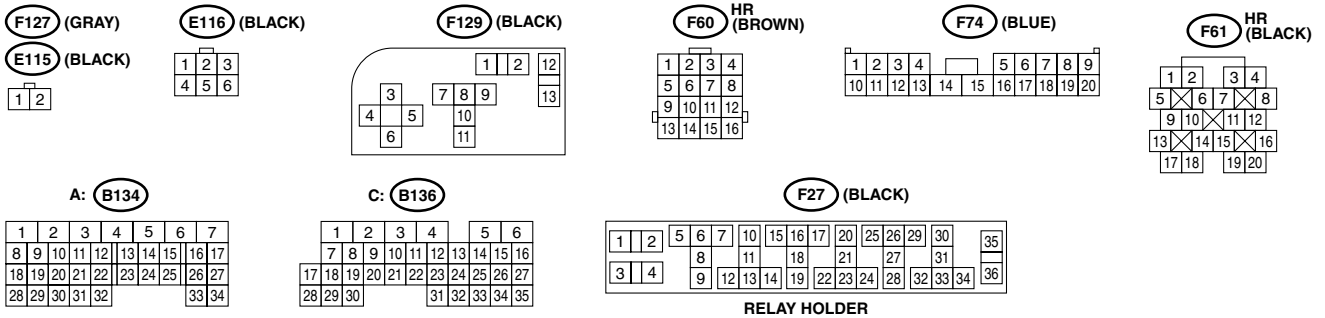 F127 (GRAY)
E115 (BLACK)
1 2
E116 (BLACK)
1 2 3
4 5 6
F129 (BLACK)
1 2 12
13
3 7 8 9
4 5 10
6 11
F60 HR (BROWN)
1 2 3 4
5 6 7 8
9 10 11 12
13 14 15 16
F74 (BLUE)
1 2 3 4 5 6 7 8 9
10 11 12 13 14 15 16 17 18 19 20
F61 HR (BLACK)
1 2 3 4
5 6 7 8
9 10 11 12
13 14 15 16
17 18 19 20
A: B134
1 2 3 4 5 6 7
8 9 10 11 12 13 14 15 16 17
18 19 20 21 22 23 24 25 26 27
28 29 30 31 32 33 34
C: B136
1 2 3 4 5 6
7 8 9 10 11 12 13 14 15 16
17 18 19 20 21 22 23 24 25 26 27
28 29 30 31 32 33 34 35
F27 (BLACK)
1 2 5 6 7 10 15 16 17 20 25 26 29 30 35
8 11 18 21 27 31
3 4 9 12 13 14 19 22 23 24 28 32 33 34 36
RELAY HOLDER